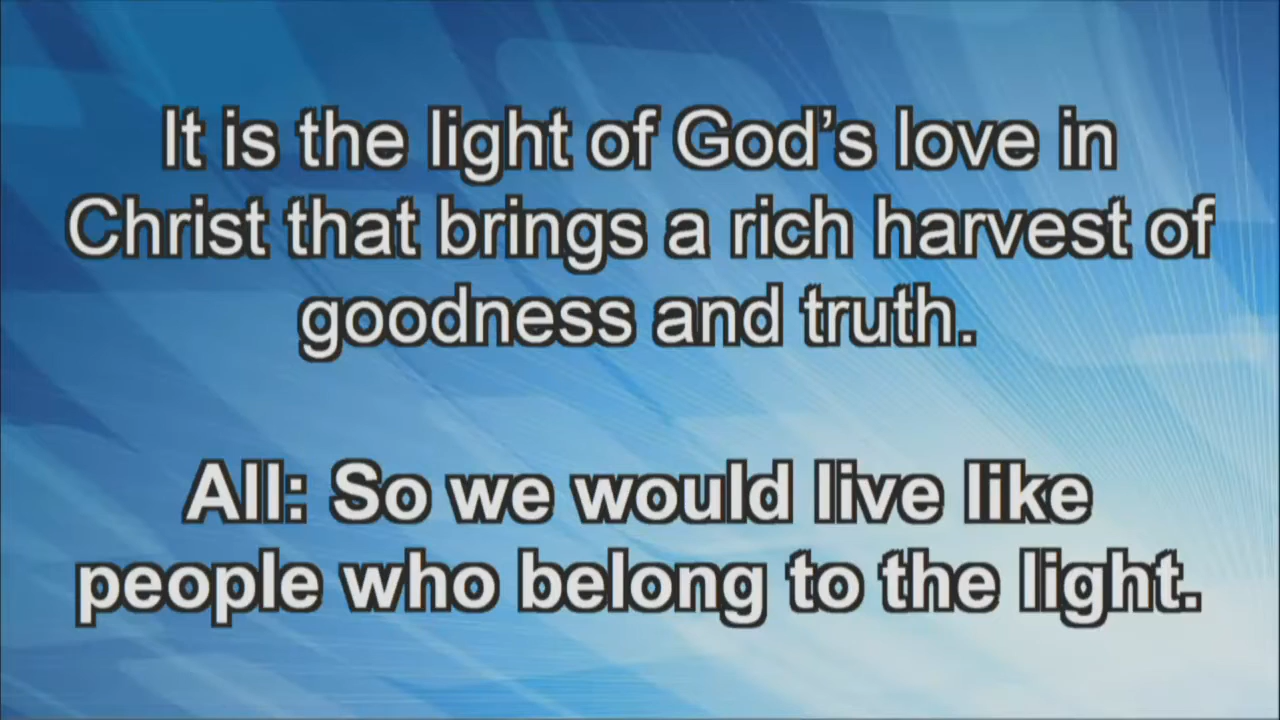 It is the light of God’s love in
Christ that brings a rich harvest of
goodness and truth.
All: So we would live like
people who belong to the light.